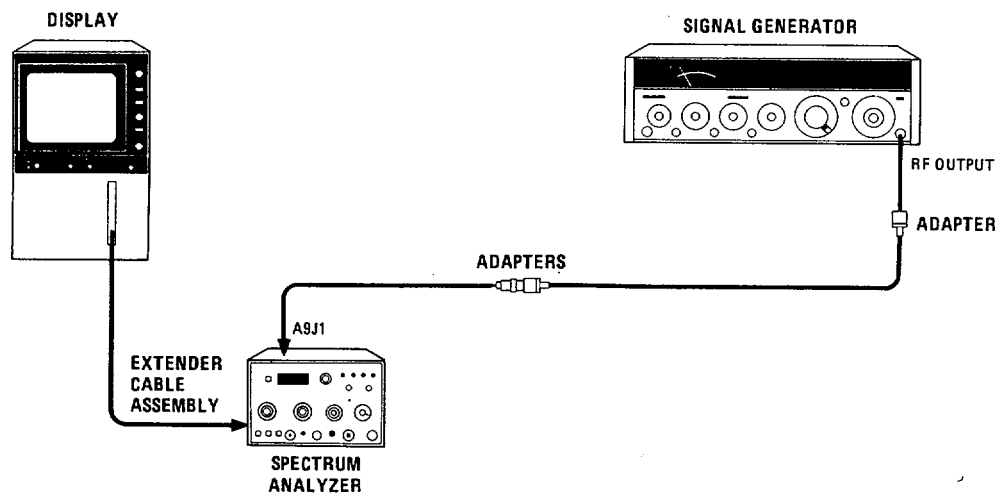 DISPLAY
SIGNAL GENERATOR
RF OUTPUT
ADAPTER
ADAPTERS
A9J1
EXTENDER
CABLE
ASSEMBLY
SPECTRUM
ANALYZER